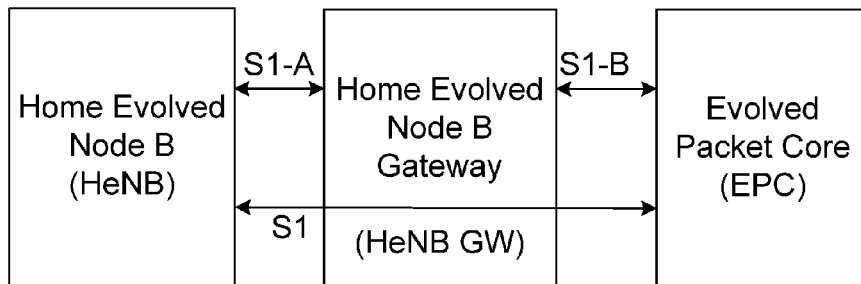 Home Evolved
Node B
(HeNB)
S1-A
Home Evolved
Node B
Gateway
(HeNB GW)
S1-B
S1
Evolved
Packet Core
(EPC)